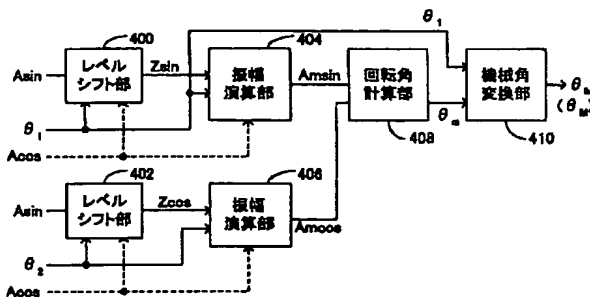 θ1
400
404
レベル
シフト部
Zsin
振幅
演算部
Amsin
回転角
計算部
機械角
変換部
Asin
θ1
Acos
408
θm
410
(θM)
402
406
レベル
シフト部
Zcos
振幅
演算部
Amcos
Asin
θ2
Acos